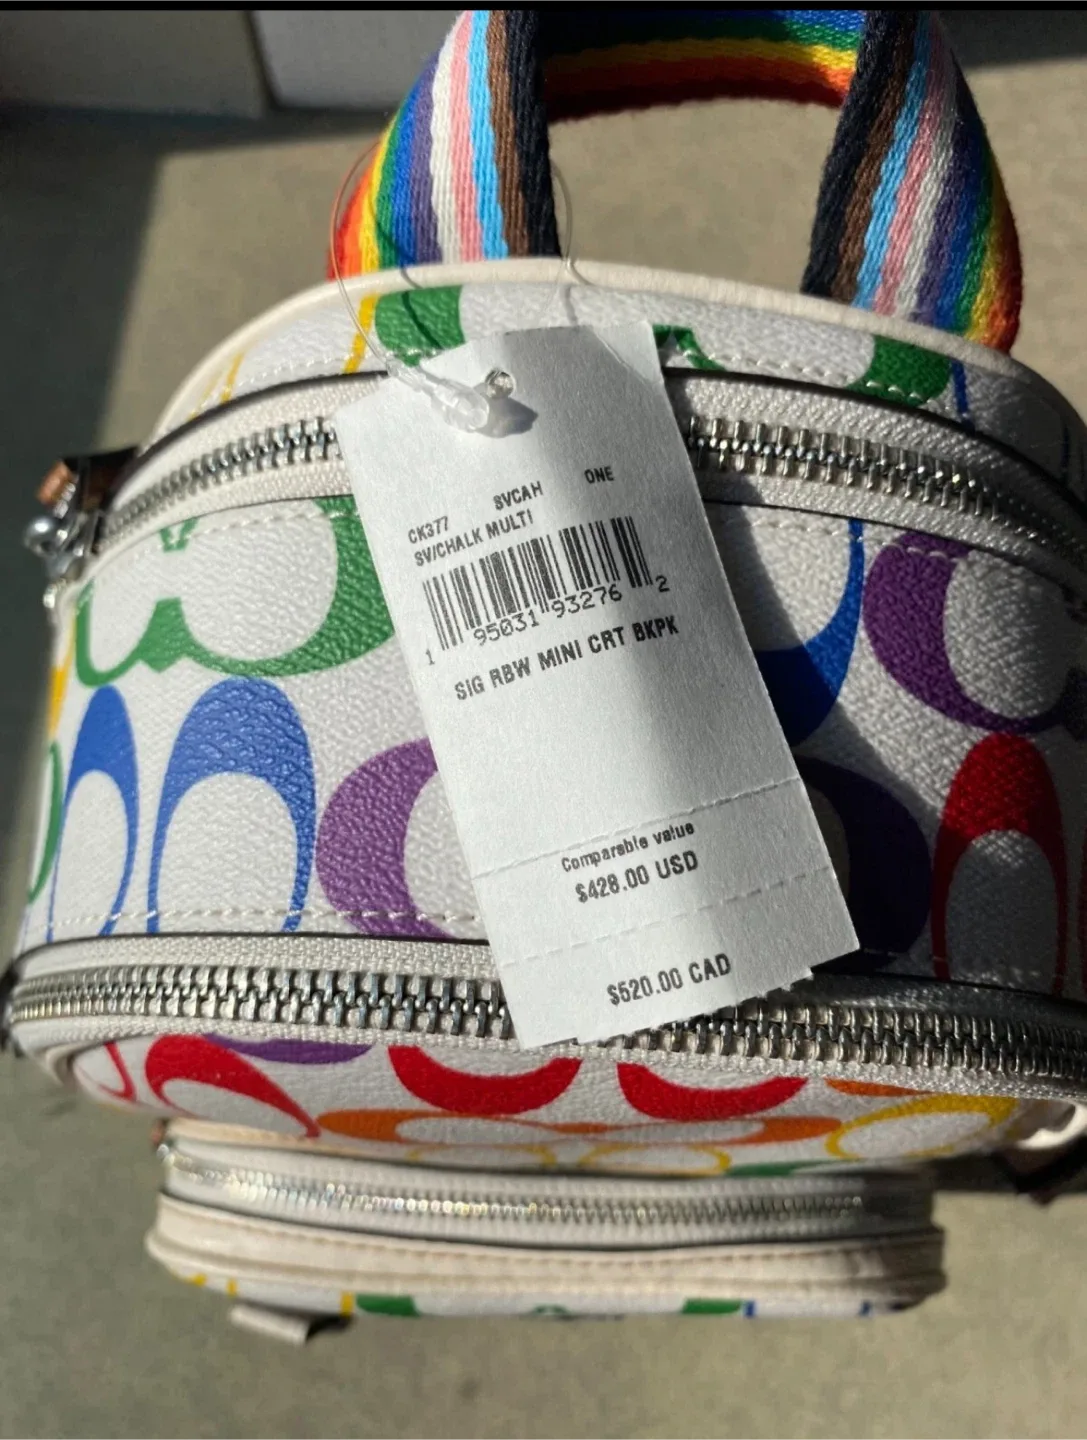 CK377 SVCAH ONE
SV/CHALK MULTI
1 95031 93276 2
SIG RBW MINI CRT BKPK
Comparable value
$428.00 USD
$520.00 CAD